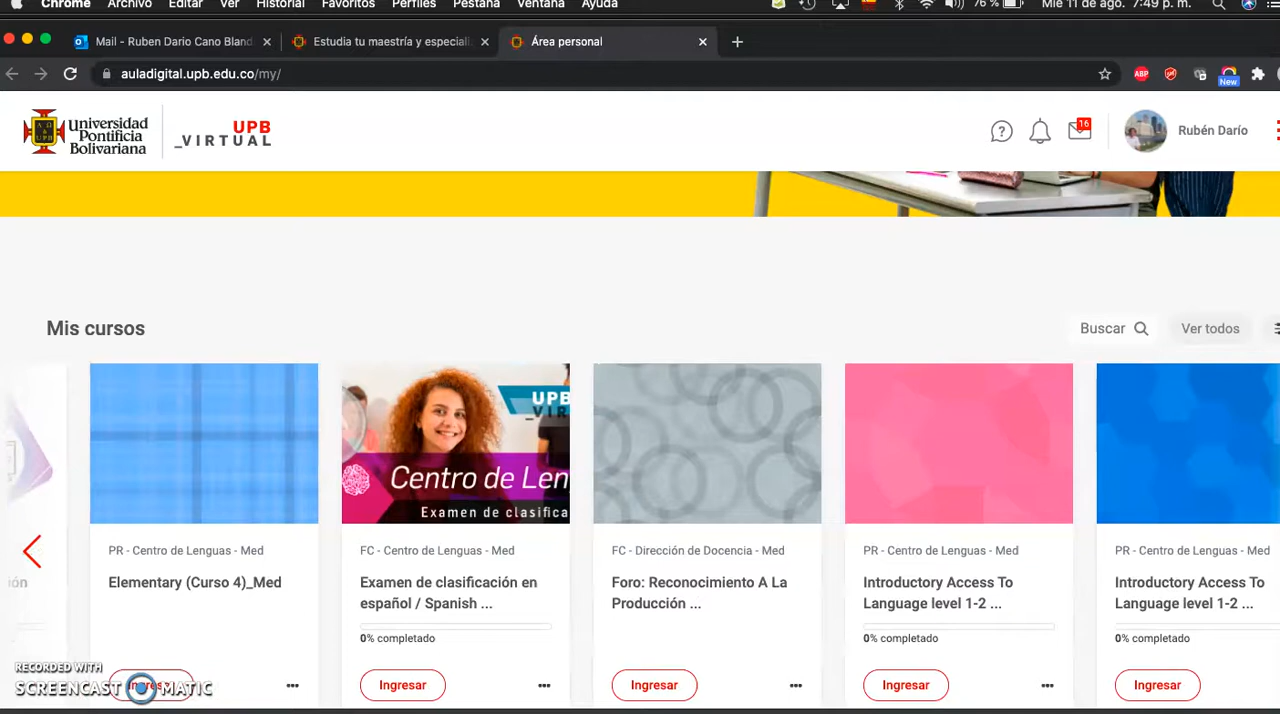 Chrome Archivo Editar Ver Historial Favoritos Perfiles Pestaña Ventana Ayuda 76 % Mié 11 de ago. 7:49 p. m.
Mail - Ruben Dario Cano Bland Estudia tu maestría y especiali Área personal
auladigital.upb.edu.co/my/
ABP
New
Universidad
Pontificia
Bolivariana
UPB
_VIRTUAL
16
Rubén Darío
Mis cursos
Buscar
Ver todos
UPB
_VIR
Centro de Len
Examen de clasifica
ón
PR - Centro de Lenguas - Med
Elementary (Curso 4)_Med
FC - Centro de Lenguas - Med
Examen de clasificación en
español / Spanish ...
0% completado
Ingresar
FC - Dirección de Docencia - Med
Foro: Reconocimiento A La
Producción ...
Ingresar
PR - Centro de Lenguas - Med
Introductory Access To
Language level 1-2 ...
0% completado
Ingresar
PR - Centro de Lenguas - Med
Introductory Access To
Language level 1-2 ...
0% completado
Ingresar
RECORDED WITH
SCREENCAST MATIC